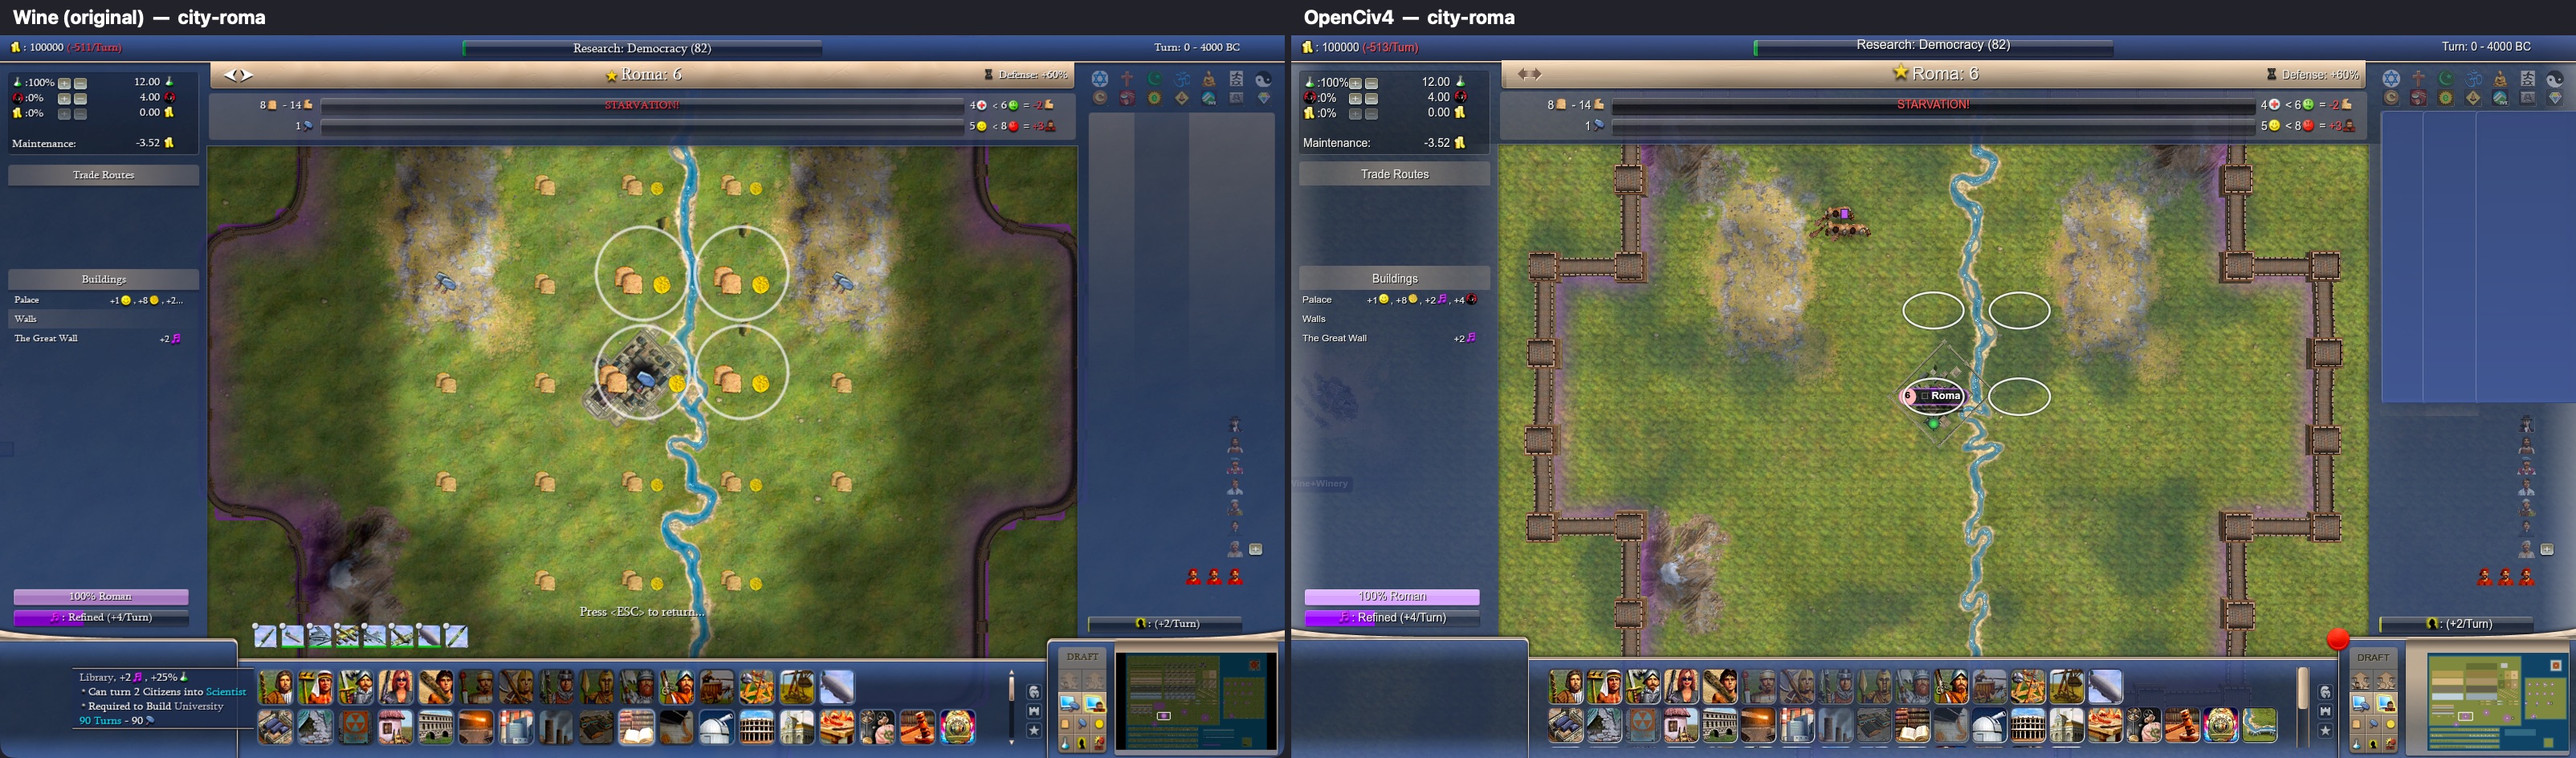 Wine (original) — city-roma
: 100000 (-511/Turn)
Research: Democracy (82)
Turn: 0 - 4000 BC
:100% 12.00
:0% 4.00
:0% 0.00
Maintenance: -3.52
Roma: 6
Defense: +60%
8 - 14
STARVATION!
4 < 6 = -2
1
5 < 8 = +3
Trade Routes
Buildings
Palace +1 , +8 , +2...
Walls
The Great Wall +2
100% Roman
: Refined (+4/Turn)
Press <ESC> to return...
: (+2/Turn)
Library, +2 , +25%
* Can turn 2 Citizens into Scientist
* Required to Build University
90 Turns - 90
DRAFT
OpenCiv4 — city-roma
: 100000 (-513/Turn)
Research: Democracy (82)
Turn: 0 - 4000 BC
:100% 12.00
:0% 4.00
:0% 0.00
Maintenance: -3.52
Roma: 6
Defense: +60%
8 - 14
STARVATION!
4 < 6 = -2
1
5 < 8 = +3
Trade Routes
Buildings
Palace +1 , +8 , +2 , +4
Walls
The Great Wall +2
6 Roma
Wine+Winery
100% Roman
: Refined (+4/Turn)
: (+2/Turn)
DRAFT